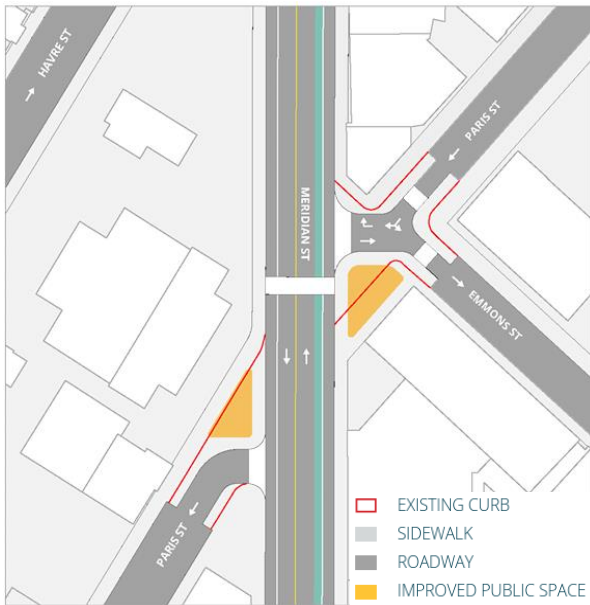 HAVRE ST
PARIS ST
MERIDIAN ST
EMMONS ST
PARIS ST
EXISTING CURB
SIDEWALK
ROADWAY
IMPROVED PUBLIC SPACE